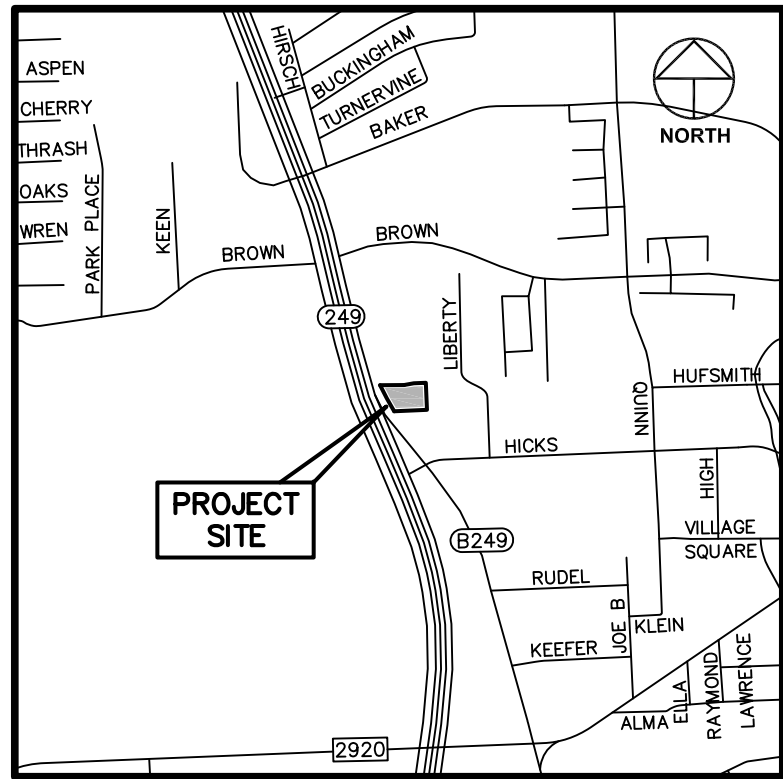 HIRSCH
BUCKINGHAM
TURNERVINE
BAKER
NORTH
ASPEN
CHERRY
THRASH
OAKS
WREN
PARK PLACE
KEEN
BROWN
BROWN
249
LIBERTY
HUFSMITH
QUINN
HICKS
HIGH
PROJECT
SITE
B249
VILLAGE
SQUARE
RUDEL
JOE B
KLEIN
KEEFER
ELLA
RAYMOND
LAWRENCE
ALMA
2920